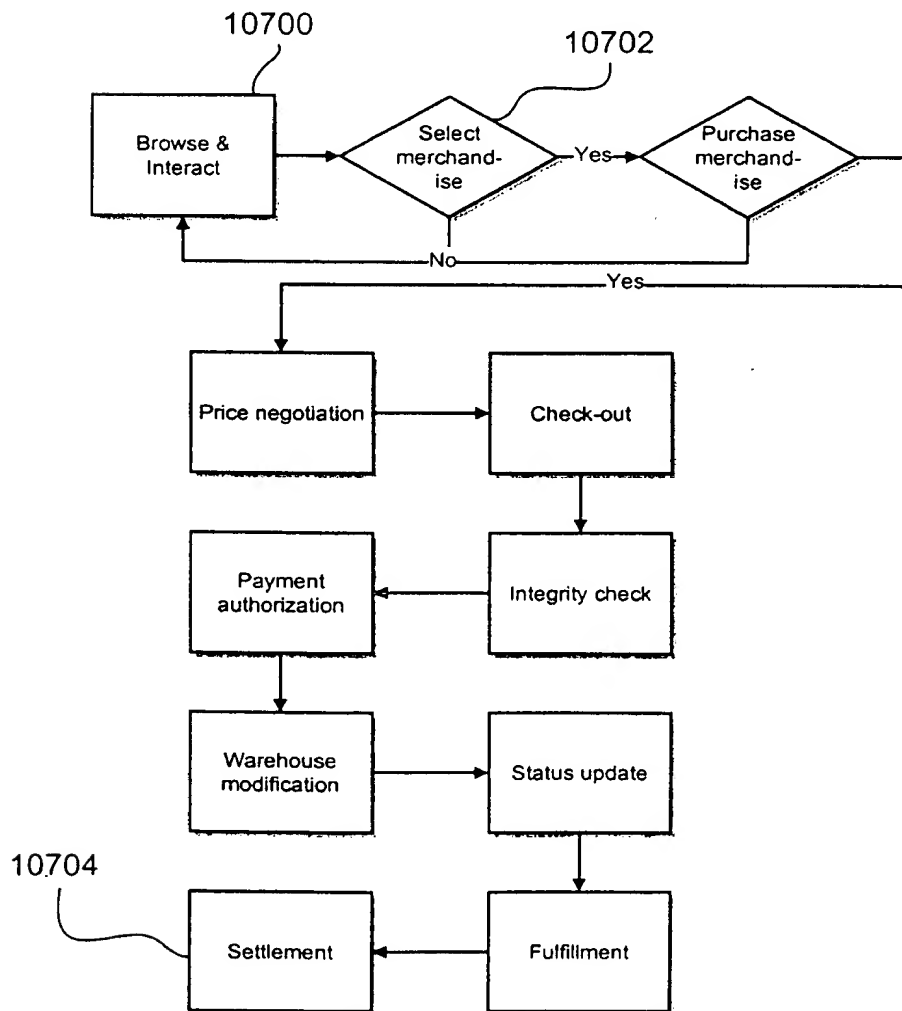 10700
10702
Browse &
Interact
Select
merchand-
ise
Yes
Purchase
merchand-
ise
No
Yes
Price negotiation
Check-out
Payment
authorization
Integrity check
Warehouse
modification
Status update
10704
Settlement
Fulfillment